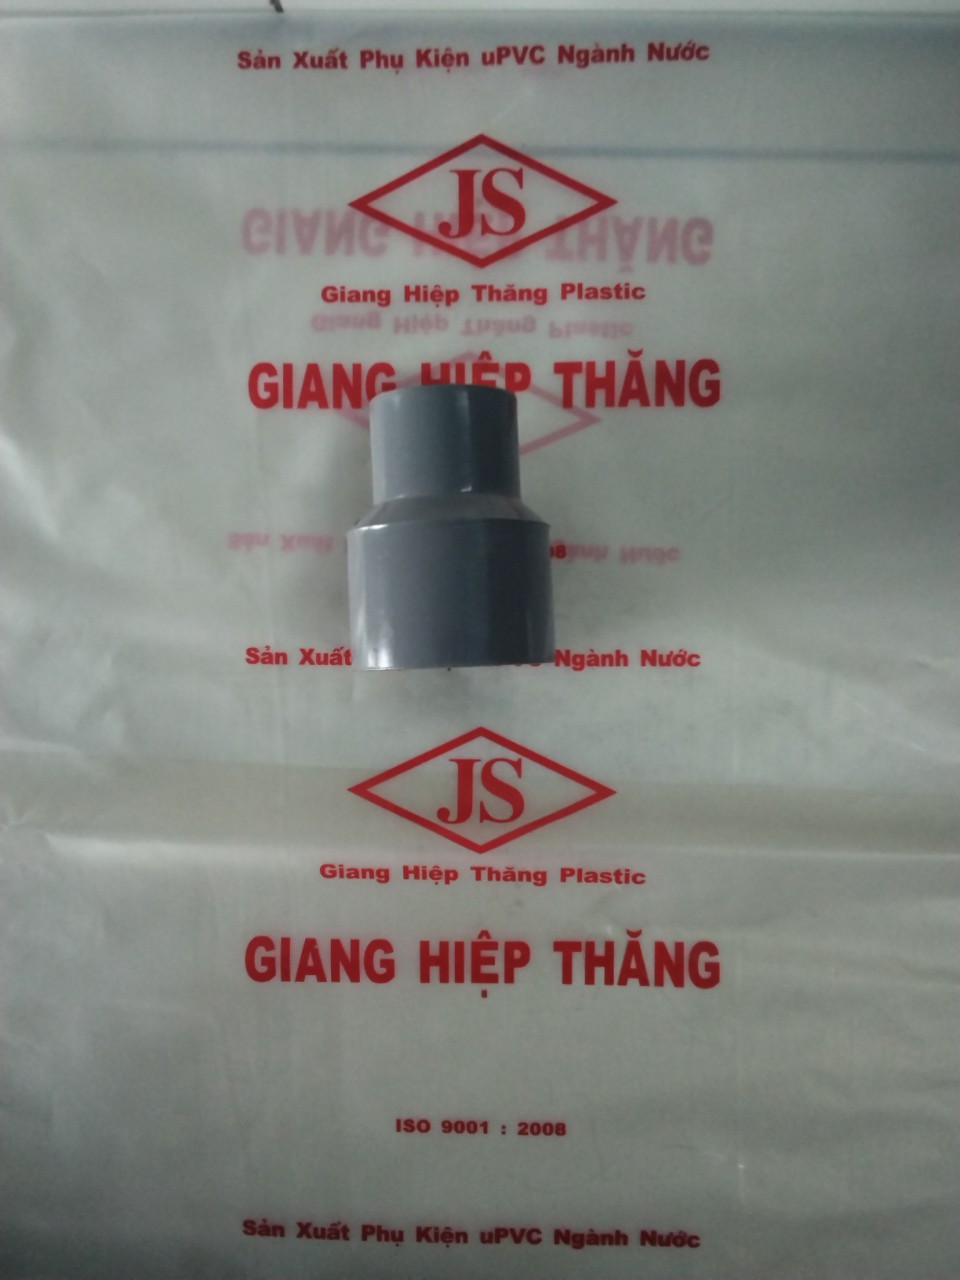 Sản Xuất Phụ Kiện uPVC Ngành Nước
JS
Giang Hiệp Thăng Plastic
GIANG HIỆP THĂNG
Sản Xuất Ngành Nước
JS
Giang Hiệp Thăng Plastic
GIANG HIỆP THĂNG
ISO 9001 : 2008
Sản Xuất Phụ Kiện uPVC Ngành Nước